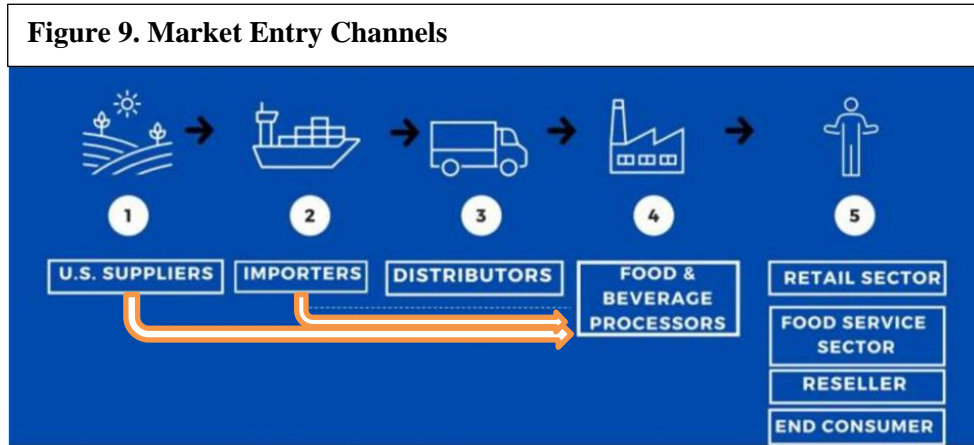 Figure 9. Market Entry Channels
1
2
3
4
5
U.S. SUPPLIERS
IMPORTERS
DISTRIBUTORS
FOOD &
BEVERAGE
PROCESSORS
RETAIL SECTOR
FOOD SERVICE
SECTOR
RESELLER
END CONSUMER